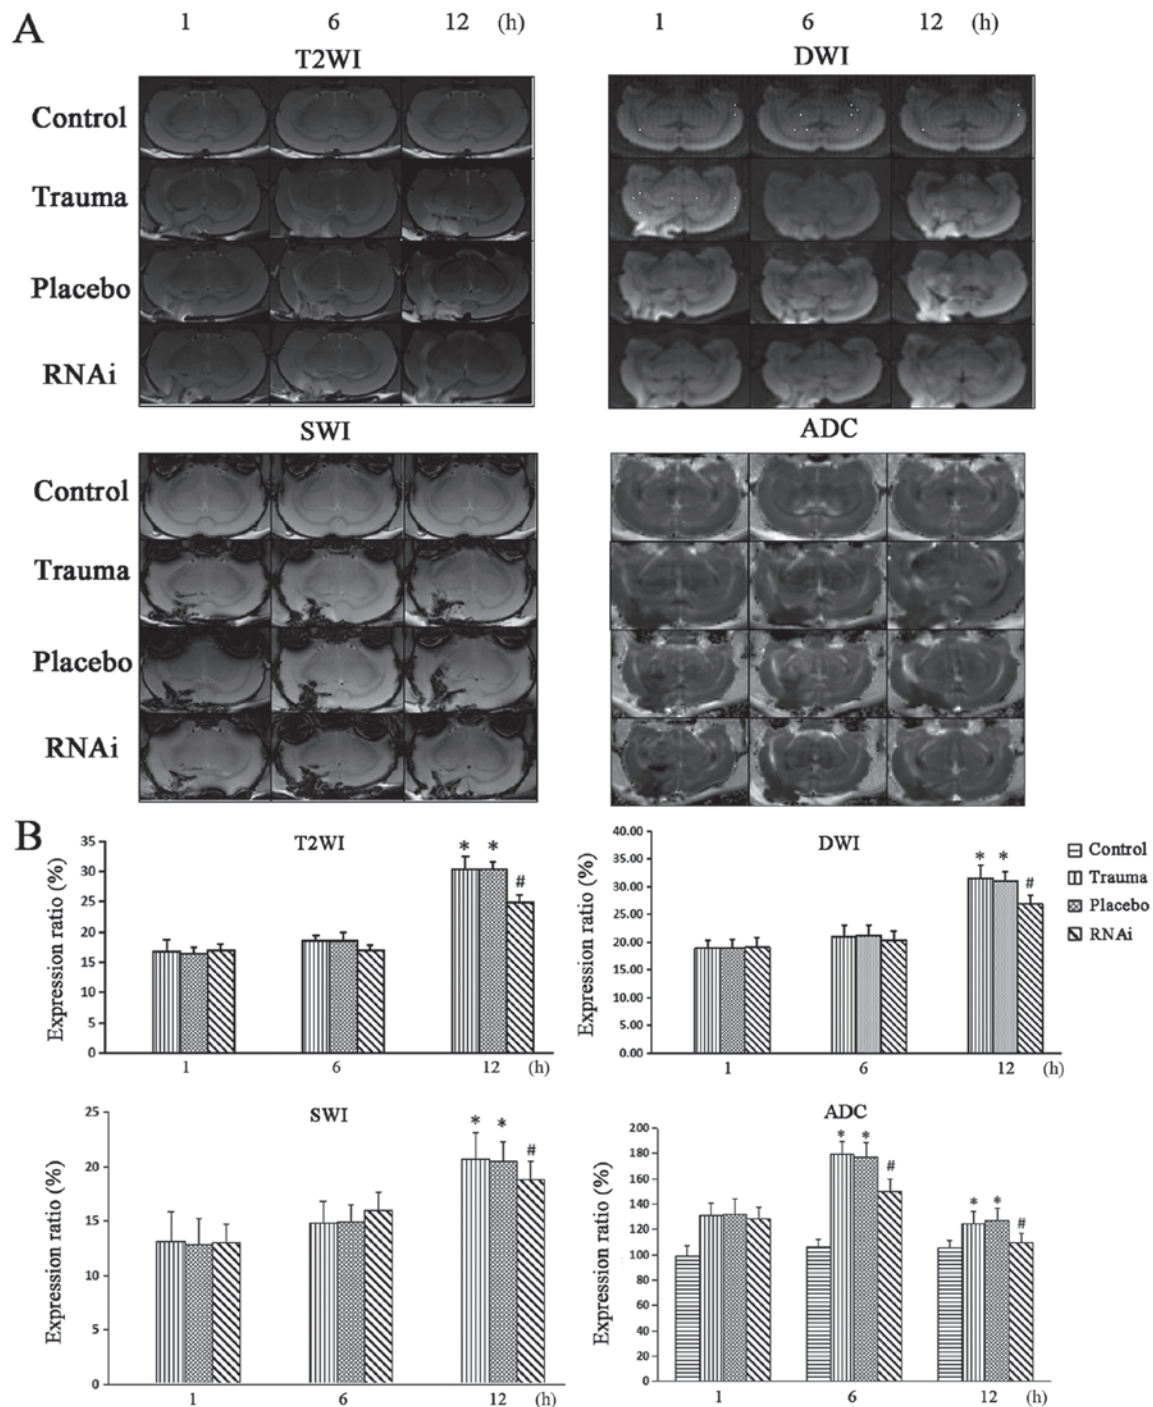 A
1 6 12 (h) 1 6 12 (h)
T2WI DWI
Control
Trauma
Placebo
RNAi
SWI ADC
Control
Trauma
Placebo
RNAi
B
T2WI
Expression ratio (%)
35
30
25
20
15
10
5
0
* * #
1 6 12 (h)
DWI
Expression ratio (%)
40.00
35.00
30.00
25.00
20.00
15.00
10.00
5.00
0.00
* * #
1 6 12 (h)
Control
Trauma
Placebo
RNAi
SWI
Expression ratio (%)
25
20
15
10
5
0
* * #
1 6 12 (h)
ADC
Expression ratio (%)
200
180
160
140
120
100
80
60
40
20
0
* * #
* * #
1 6 12 (h)